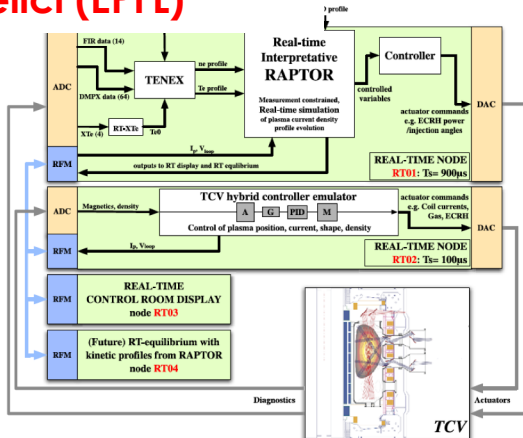 (EPFL)
profile
FIR data (14)
ADC
DMPX data (64)
TENEX
ne profile
Te profile
XTe (4)
RT-XTe
Te0
Real-time
Interpretative
RAPTOR
Measurement constrained,
Real-time simulation
of plasma current density
profile evolution
Controller
controlled
variables
actuator commands
e.g. ECRH power
/injection angles
DAC
RFM
Ip, Vloop
outputs to RT display and RT equlibrium
REAL-TIME NODE
RT01: Ts= 900μs
ADC
Magnetics, density
TCV hybrid controller emulator
A
G
PID
M
Control of plasma position, current, shape, density
actuator commands
e.g. Coil currents,
Gas, ECRH
DAC
RFM
Ip, Vloop
REAL-TIME NODE
RT02: Ts= 100μs
RFM
REAL-TIME
CONTROL ROOM DISPLAY
node RT03
RFM
(Future) RT-equilibrium with
kinetic profiles from RAPTOR
node RT04
Diagnostics
Actuators
TCV